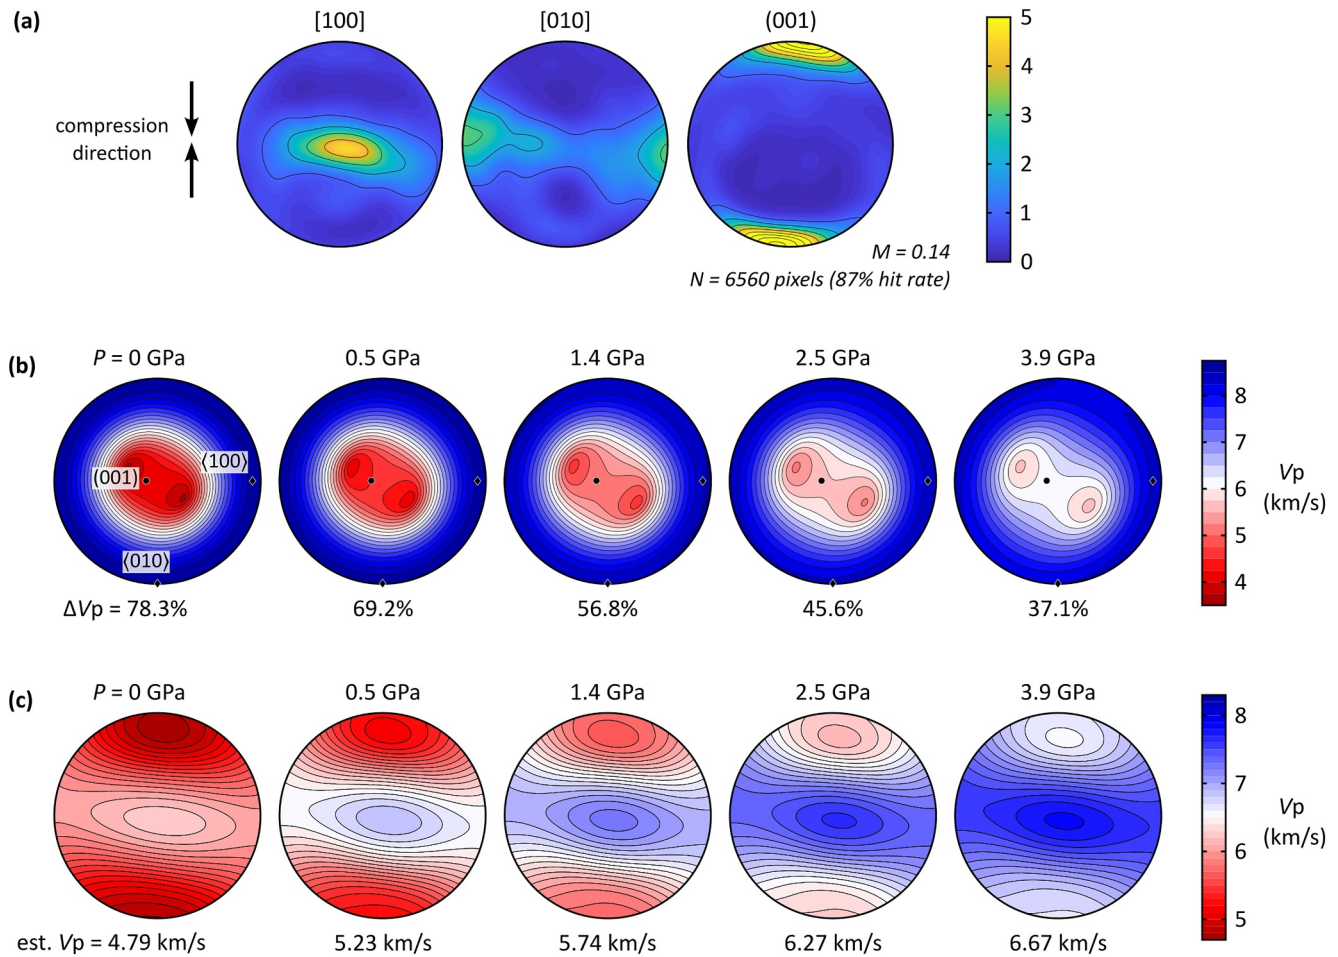 (a)
[100] [010] (001)
compression
direction
5
4
3
2
1
0
M = 0.14
N = 6560 pixels (87% hit rate)
(b)
P = 0 GPa 0.5 GPa 1.4 GPa 2.5 GPa 3.9 GPa
(001) ⟨100⟩
⟨010⟩
8
7
6
5
4
Vp
(km/s)
ΔVp = 78.3% 69.2% 56.8% 45.6% 37.1%
(c)
P = 0 GPa 0.5 GPa 1.4 GPa 2.5 GPa 3.9 GPa
8
7
6
5
Vp
(km/s)
est. Vp = 4.79 km/s 5.23 km/s 5.74 km/s 6.27 km/s 6.67 km/s